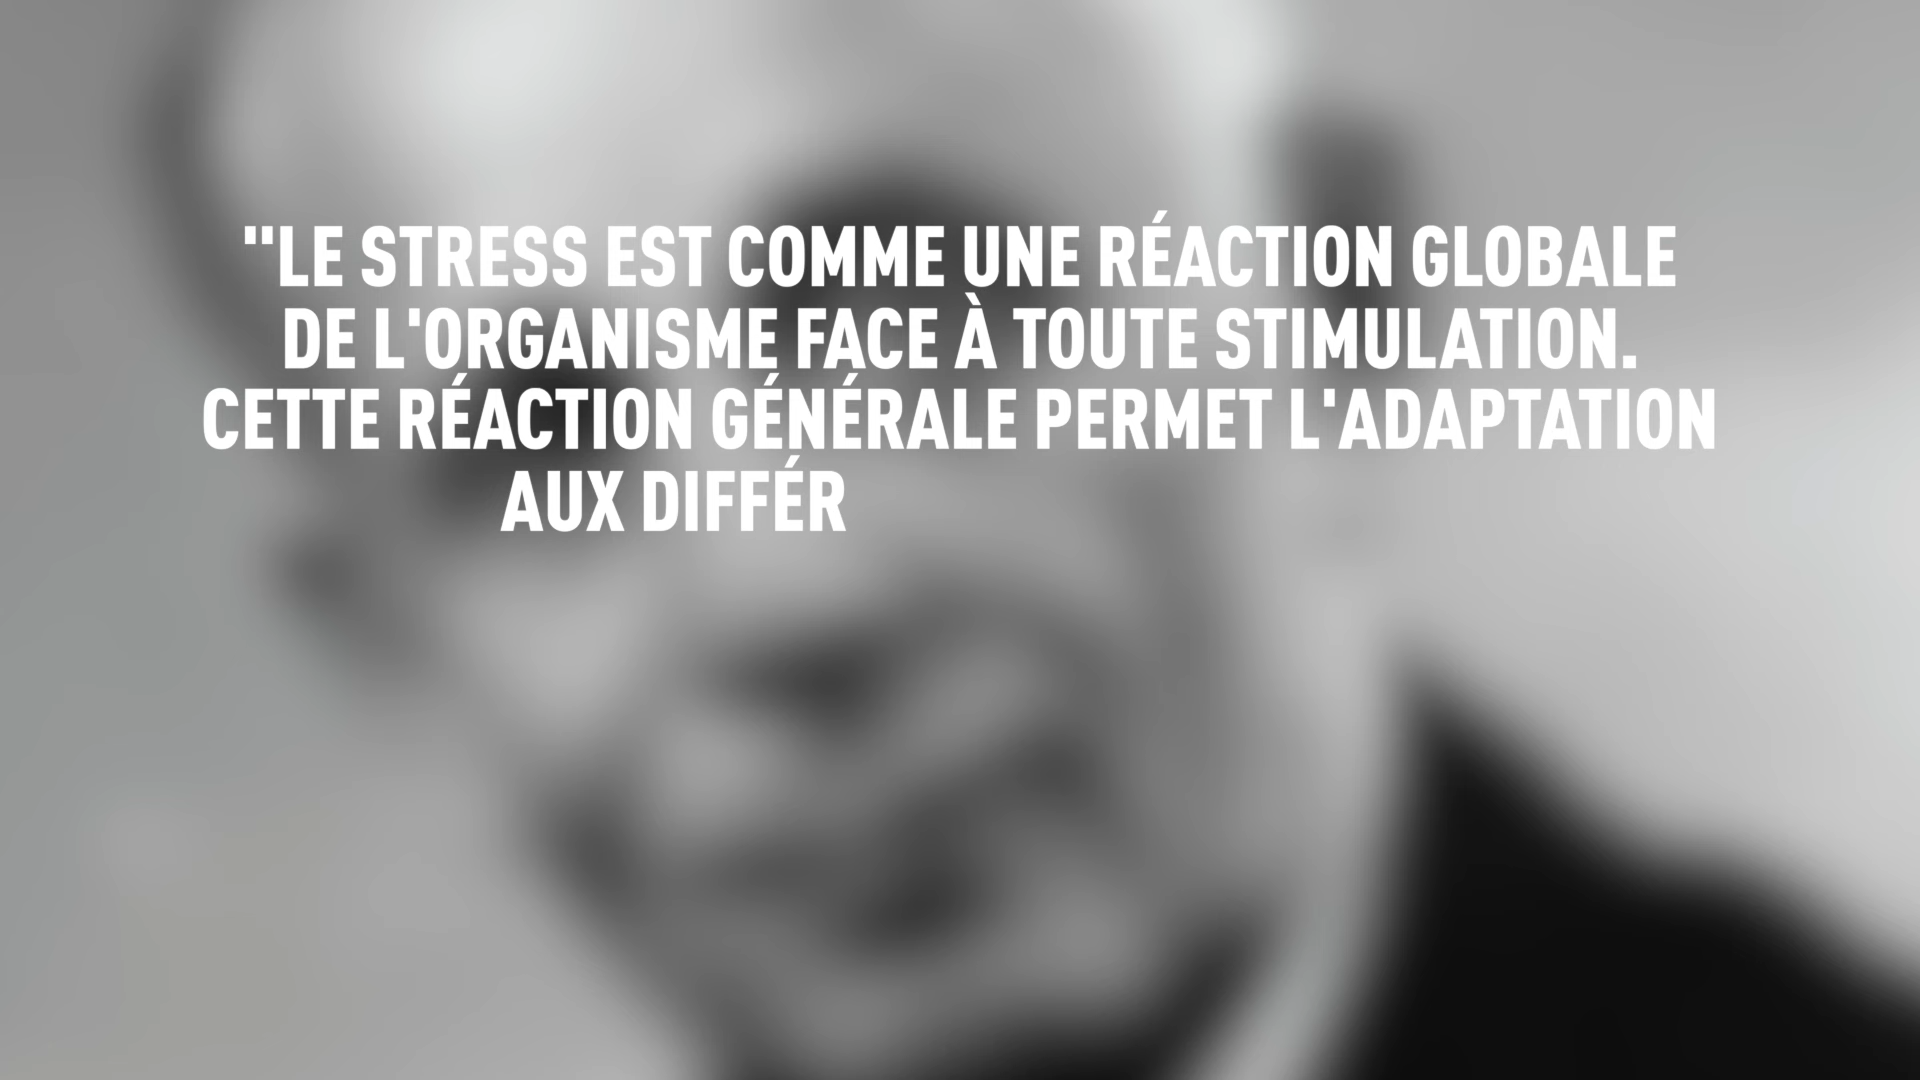 "LE STRESS EST COMME UNE RÉACTION GLOBALE
DE L'ORGANISME FACE À TOUTE STIMULATION.
CETTE RÉACTION GÉNÉRALE PERMET L'ADAPTATION
AUX DIFFÉR